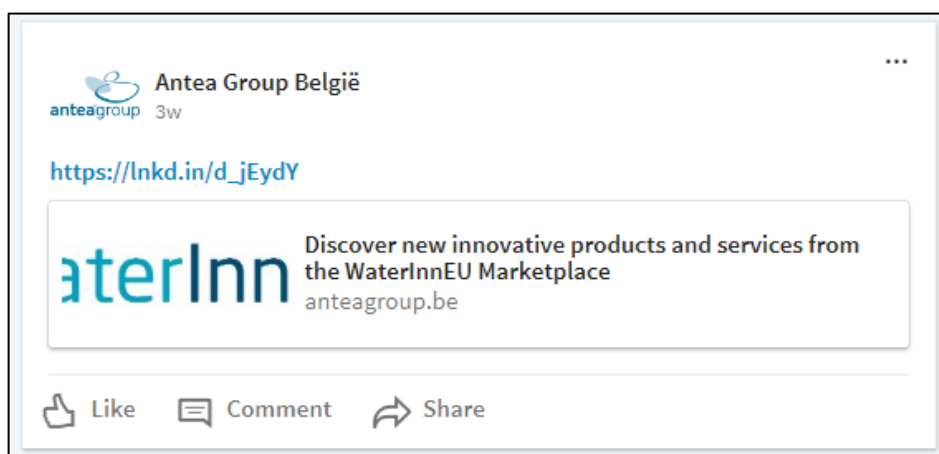 ...
Antea Group België
anteagroup 3w
https://lnkd.in/d_jEydY
Discover new innovative products and services from
aterInn the WaterInnEU Marketplace
anteagroup.be
Like Comment Share